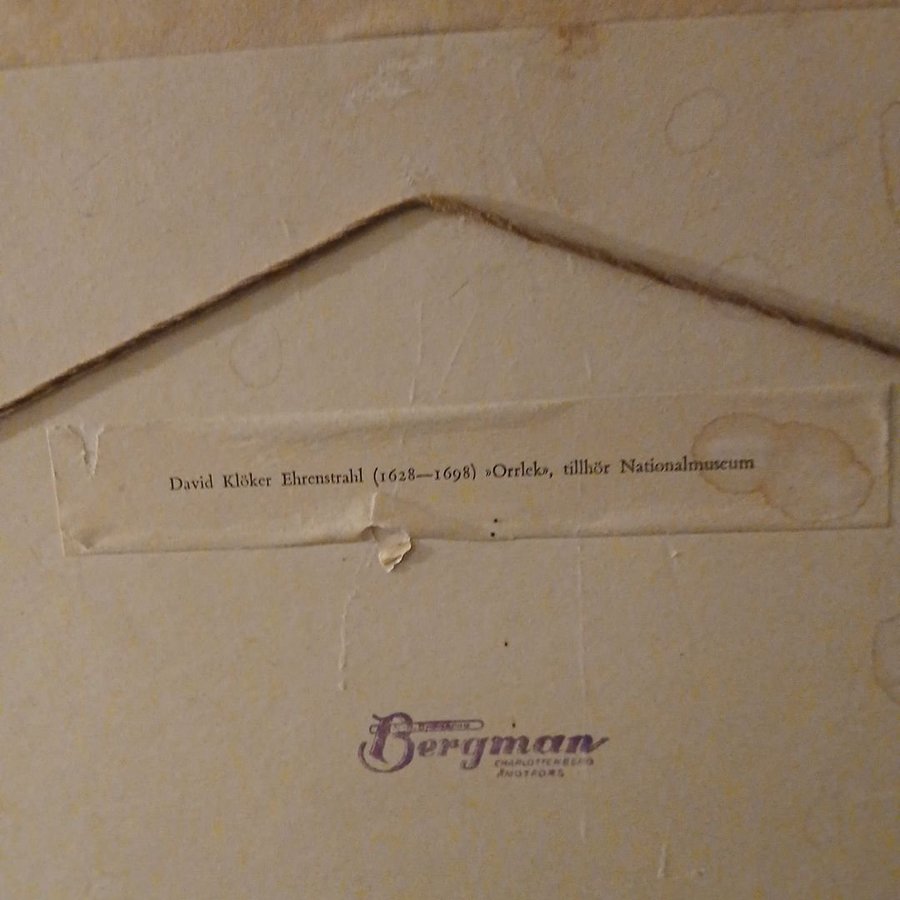 David Klöker Ehrenstrahl (1628—1698) »Orrlek», tillhör Nationalmuseum
Bergman
CHARLOTTENBERG
ÅMOTFORS